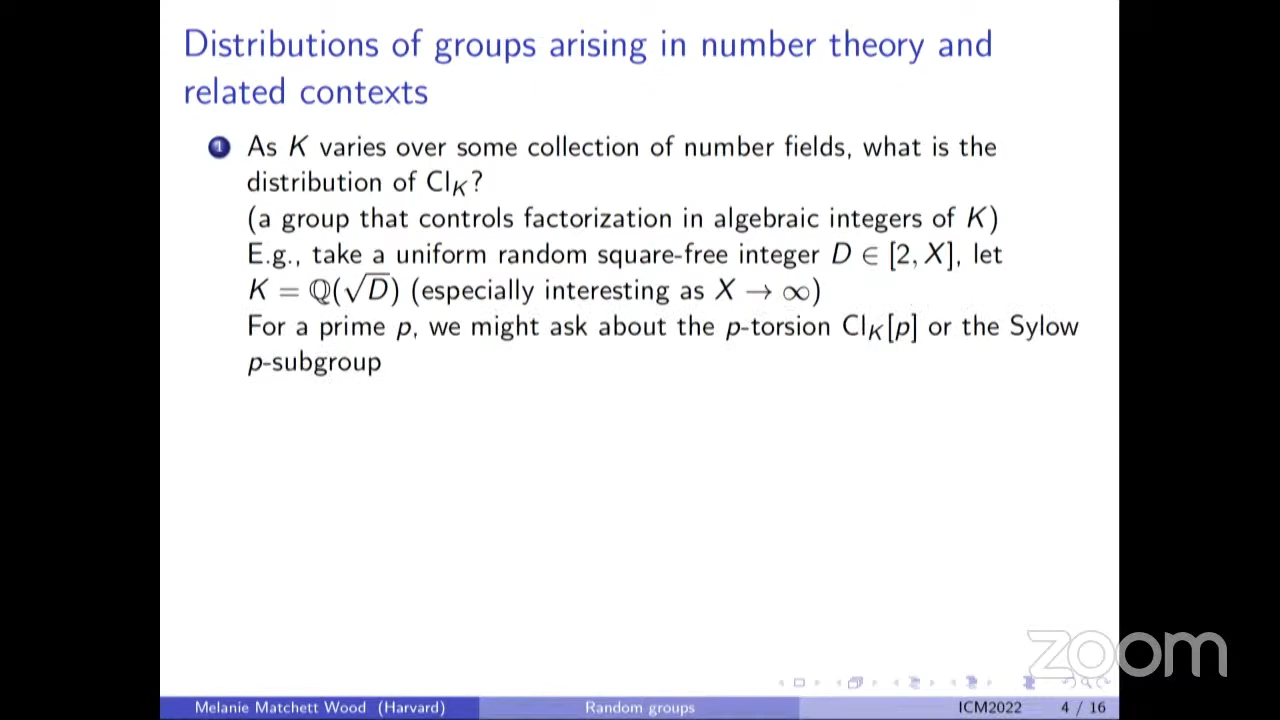 Distributions of groups arising in number theory and
related contexts
1 As K varies over some collection of number fields, what is the
distribution of Cl_K?
(a group that controls factorization in algebraic integers of K)
E.g., take a uniform random square-free integer D ∈ [2, X], let
K = ℚ(√D) (especially interesting as X → ∞)
For a prime p, we might ask about the p-torsion Cl_K[p] or the Sylow
p-subgroup
zoom
Melanie Matchett Wood (Harvard) Random groups ICM2022 4 / 16